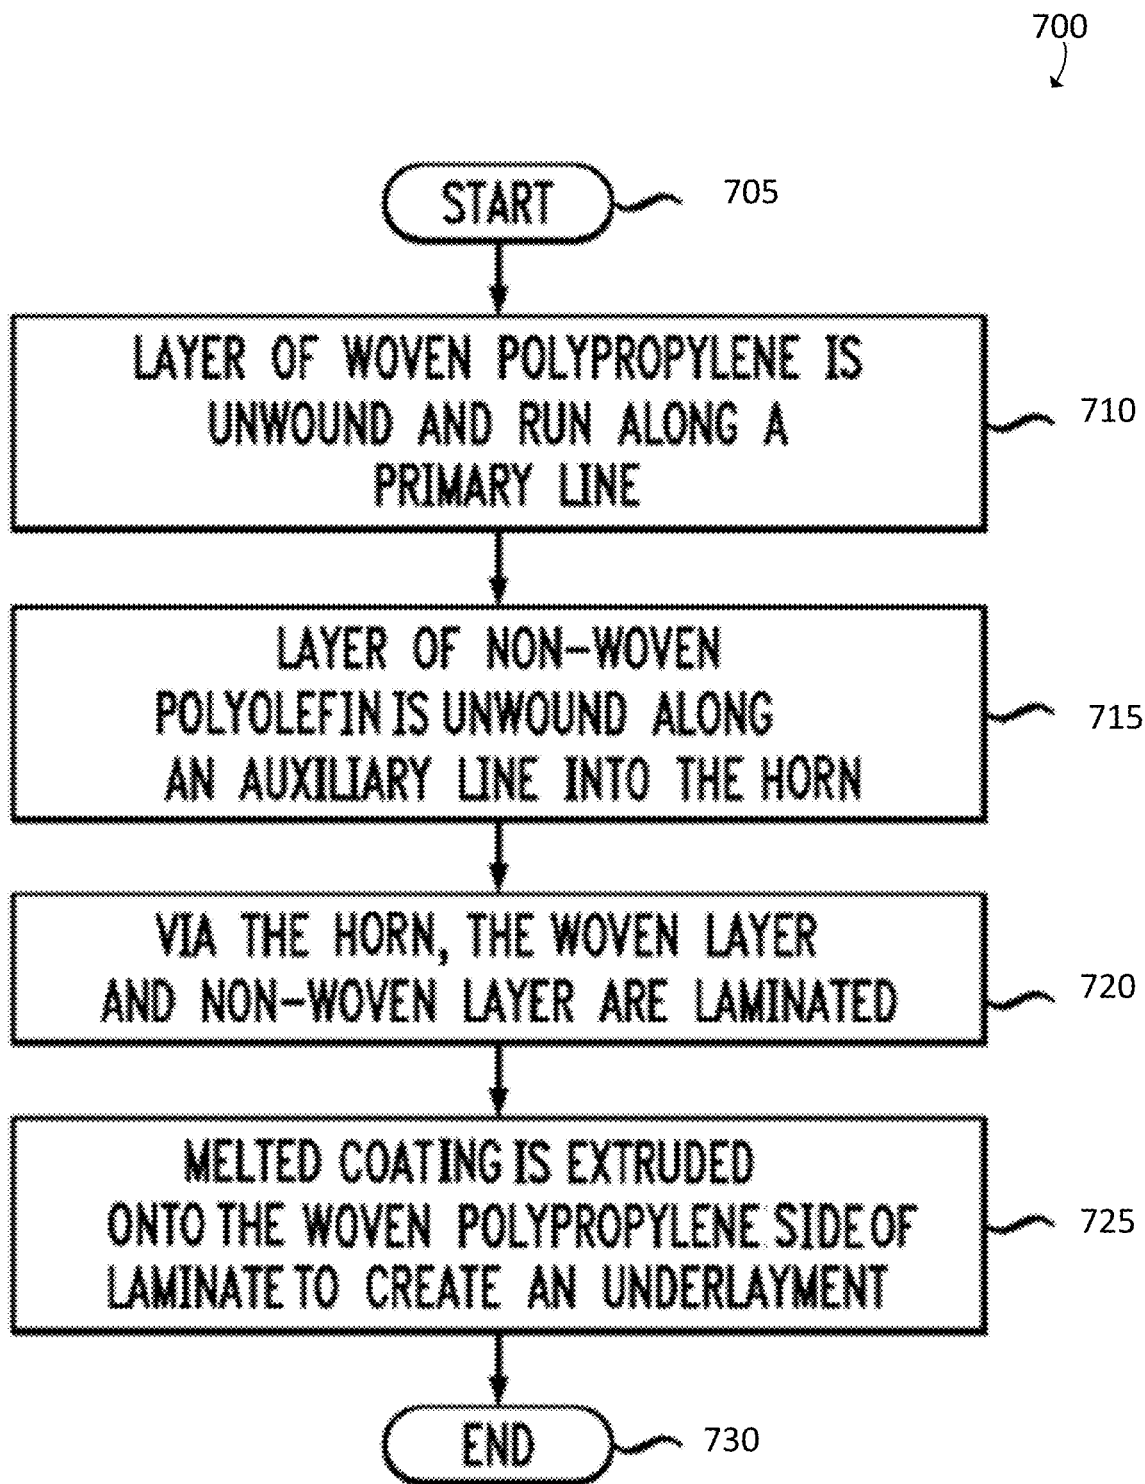 700
START
705
LAYER OF WOVEN POLYPROPYLENE IS
UNWOUND AND RUN ALONG A
PRIMARY LINE
710
LAYER OF NON-WOVEN
POLYOLEFIN IS UNWOUND ALONG
AN AUXILIARY LINE INTO THE HORN
715
VIA THE HORN, THE WOVEN LAYER
AND NON-WOVEN LAYER ARE LAMINATED
720
MELTED COATING IS EXTRUDED
ONTO THE WOVEN POLYPROPYLENE SIDE OF
LAMINATE TO CREATE AN UNDERLAYMENT
725
END
730